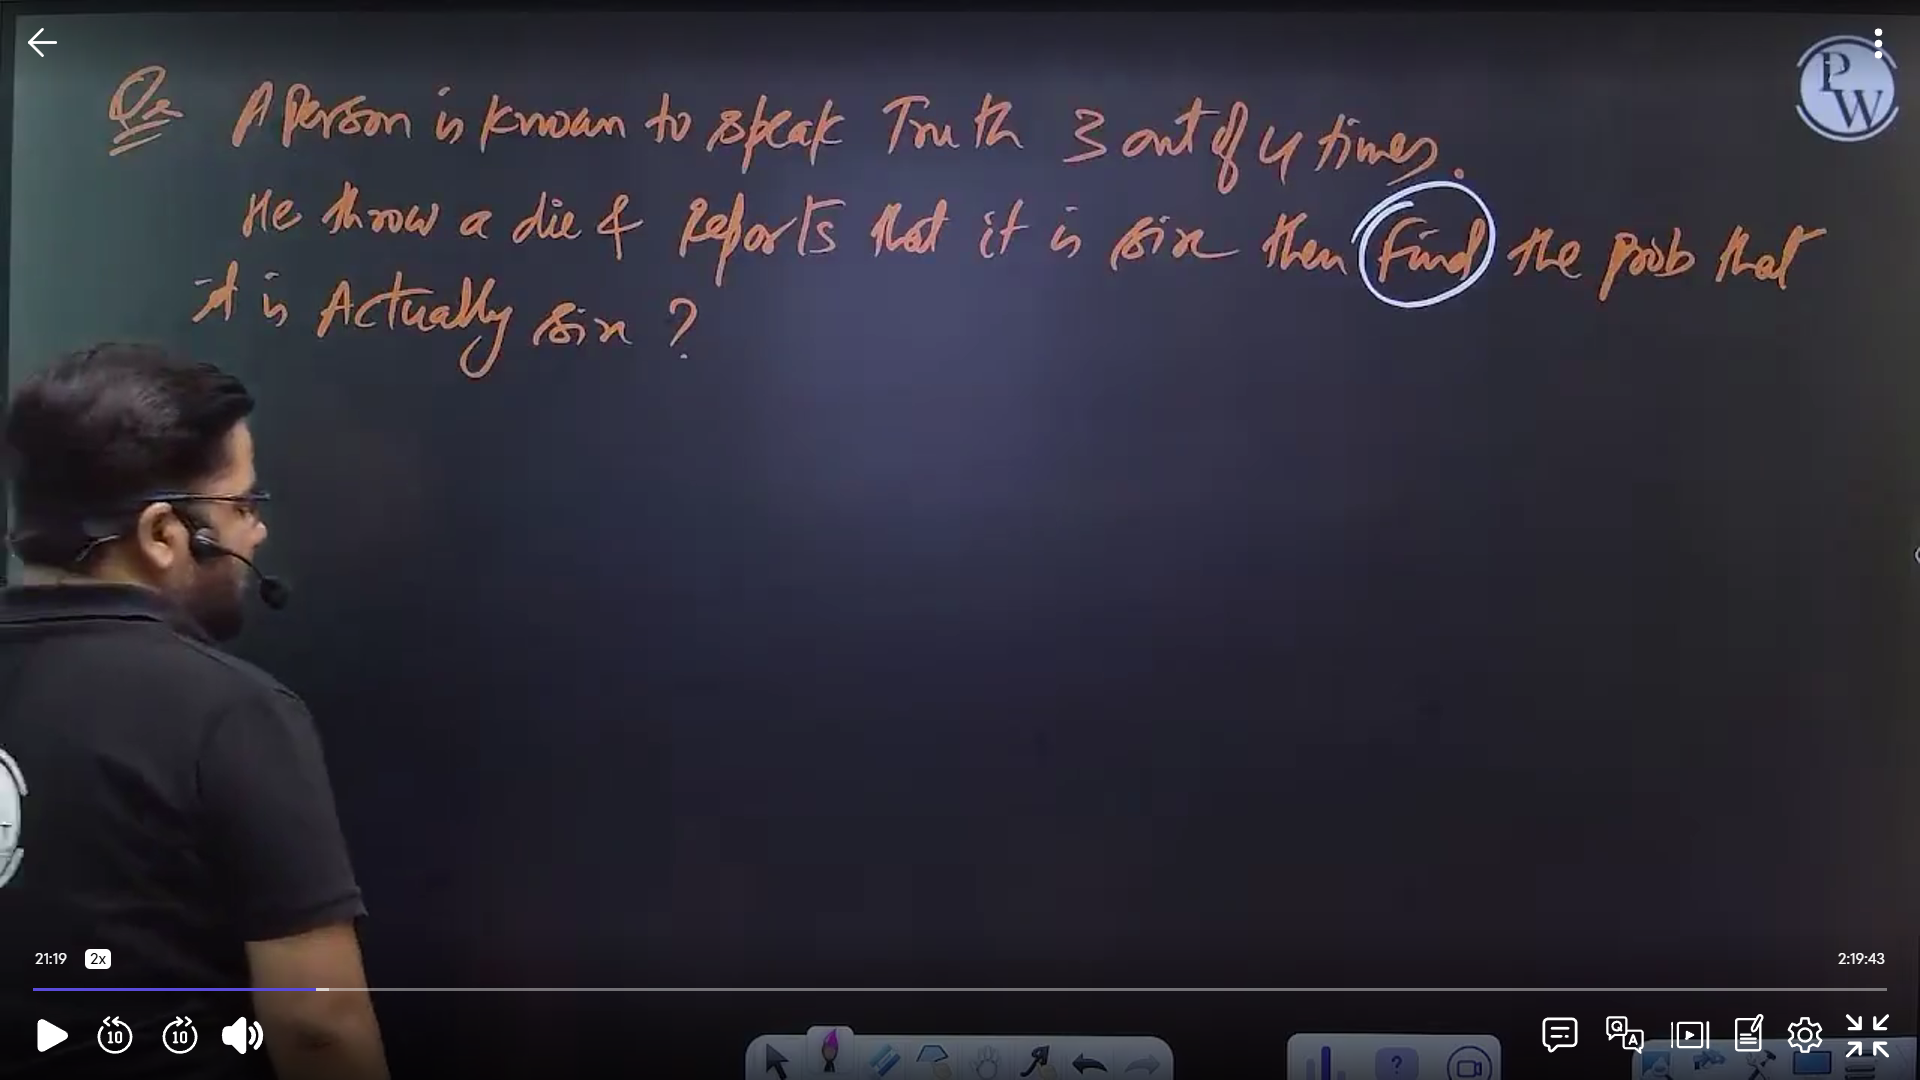 Q. A Person is known to speak Truth 3 out of 4 times.
He throw a die & Reports that it is six then find the prob that
it is Actually six ?
PW
21:19 2x 2:19:43
10 10
?